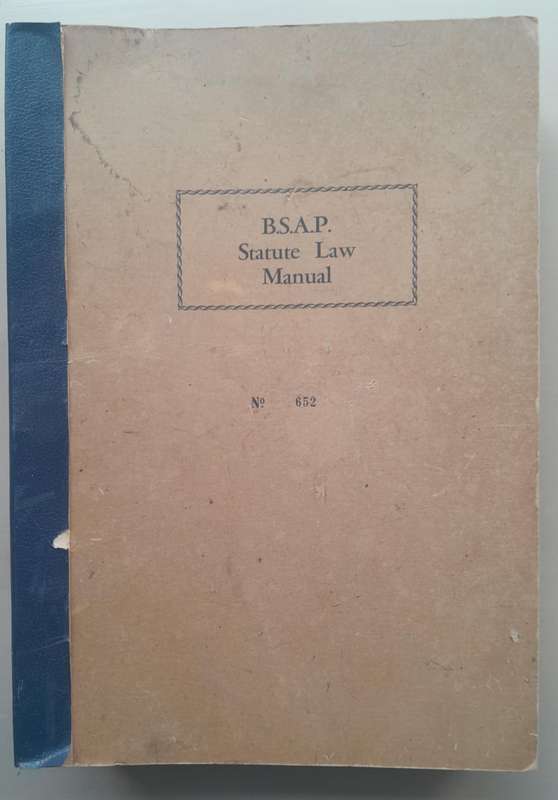 B.S.A.P.
Statute Law
Manual
Nº 652